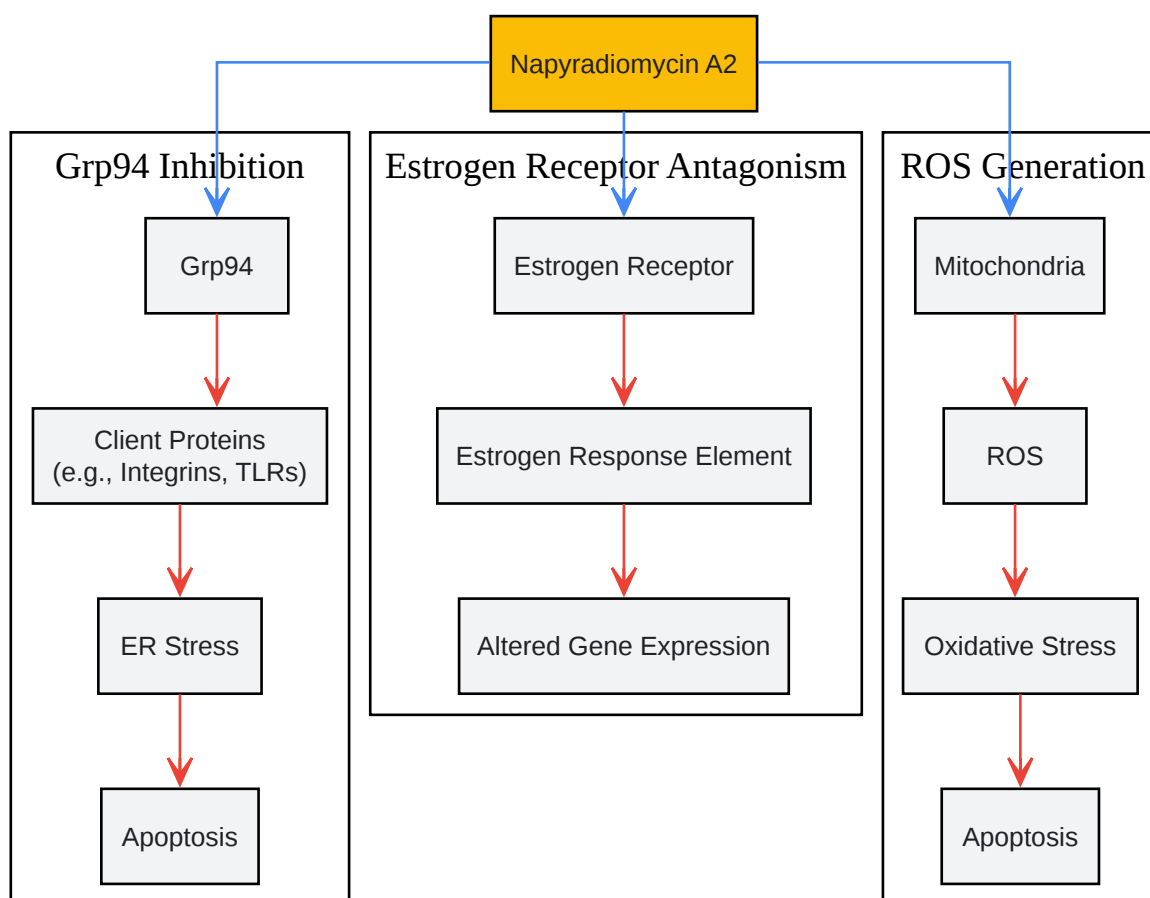 Napyradiomycin A2
Grp94 Inhibition
Grp94
Client Proteins
(e.g., Integrins, TLRs)
ER Stress
Apoptosis
Estrogen Receptor Antagonism
Estrogen Receptor
Estrogen Response Element
Altered Gene Expression
ROS Generation
Mitochondria
ROS
Oxidative Stress
Apoptosis